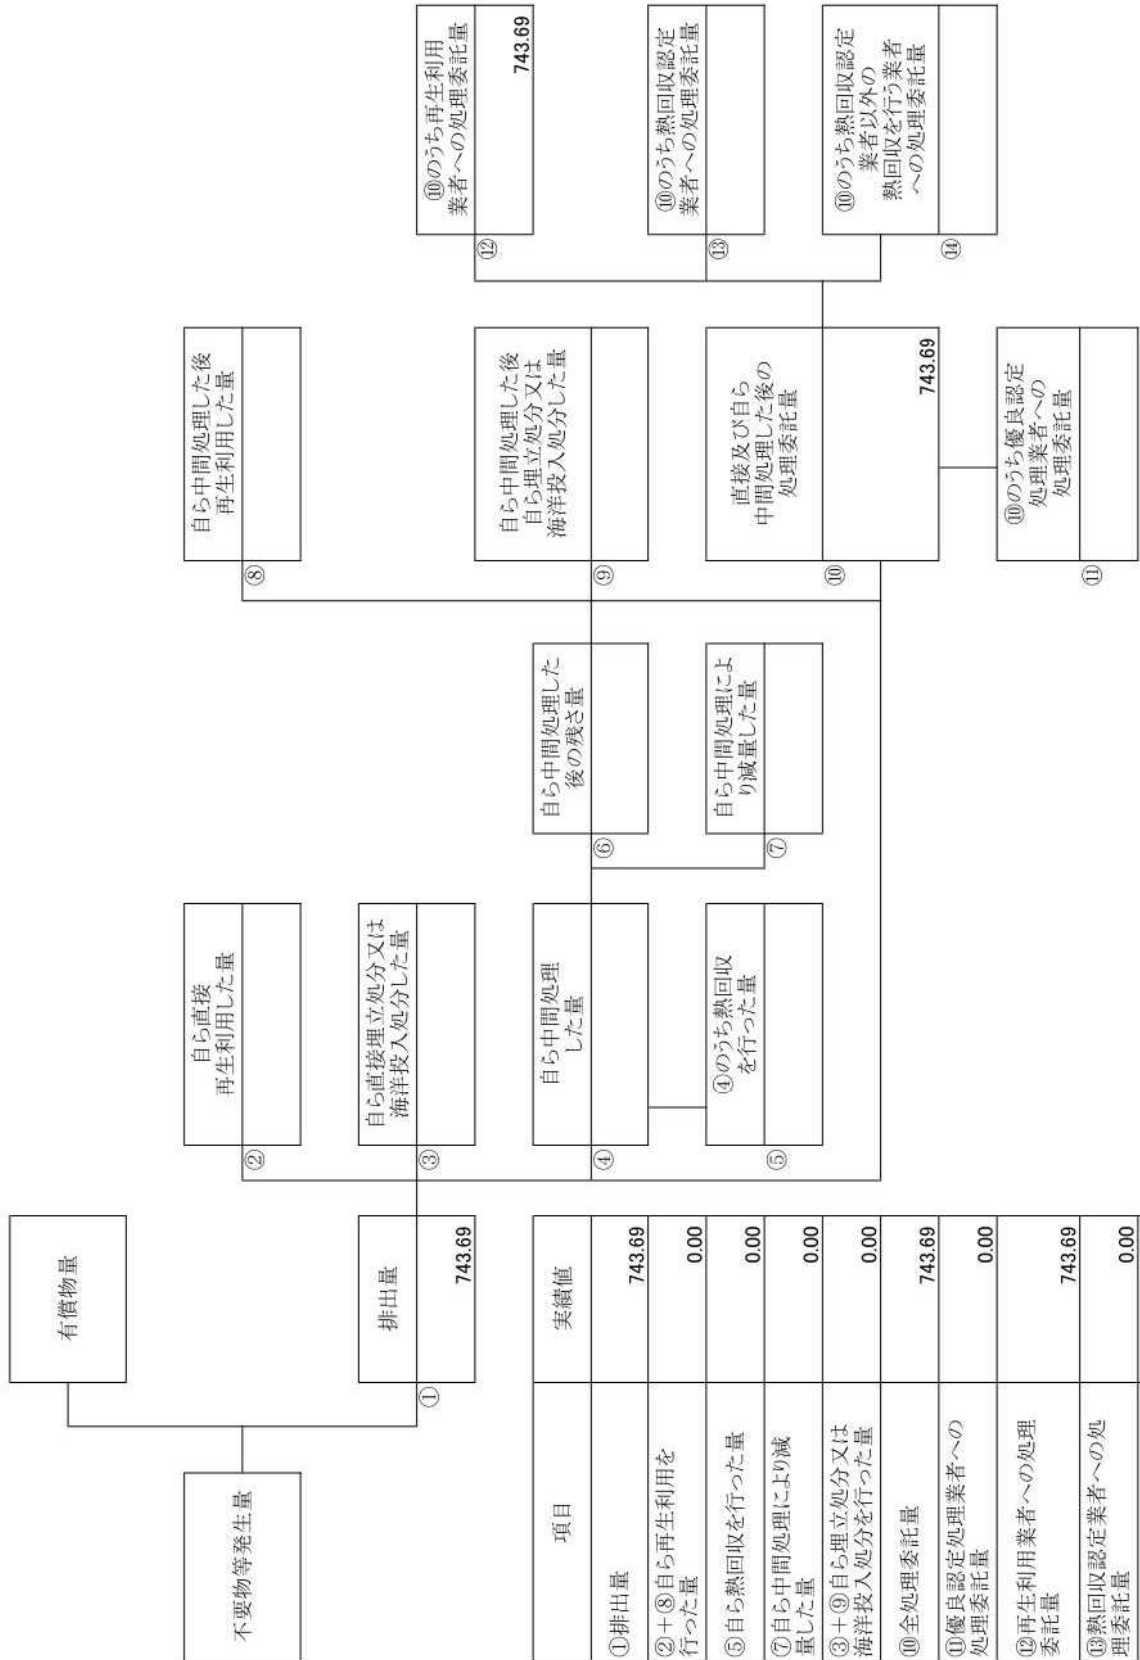 有償物量
不要物等発生量
排出量
①
743.69
自ら直接
再生利用した量
②
自ら直接埋立処分又は
海洋投入処分した量
③
自ら中間処理
した量
④
④のうち熱回収
を行った量
⑤
自ら中間処理した
後の残さ量
⑥
自ら中間処理によ
り減量した量
⑦
自ら中間処理した後
再生利用した量
⑧
自ら中間処理した後
自ら埋立処分又は
海洋投入処分した量
⑨
直接及び自ら
中間処理した後の
処理委託量
⑩
743.69
⑩のうち優良認定
処理業者への
処理委託量
⑪
⑩のうち再生利用
業者への処理委託量
⑫
743.69
⑩のうち熱回収認定
業者への処理委託量
⑬
⑩のうち熱回収認定
業者以外の
熱回収を行う業者
への処理委託量
⑭
項目 実績値
①排出量 743.69
②+⑧自ら再生利用を
行った量 0.00
⑤自ら熱回収を行った量 0.00
⑦自ら中間処理により減
量した量 0.00
③+⑨自ら埋立処分又は
海洋投入処分を行った量 0.00
⑩全処理委託量 743.69
⑪優良認定処理業者への
処理委託量 0.00
⑫再生利用業者への処理
委託量 743.69
⑬熱回収認定業者への処
理委託量 0.00